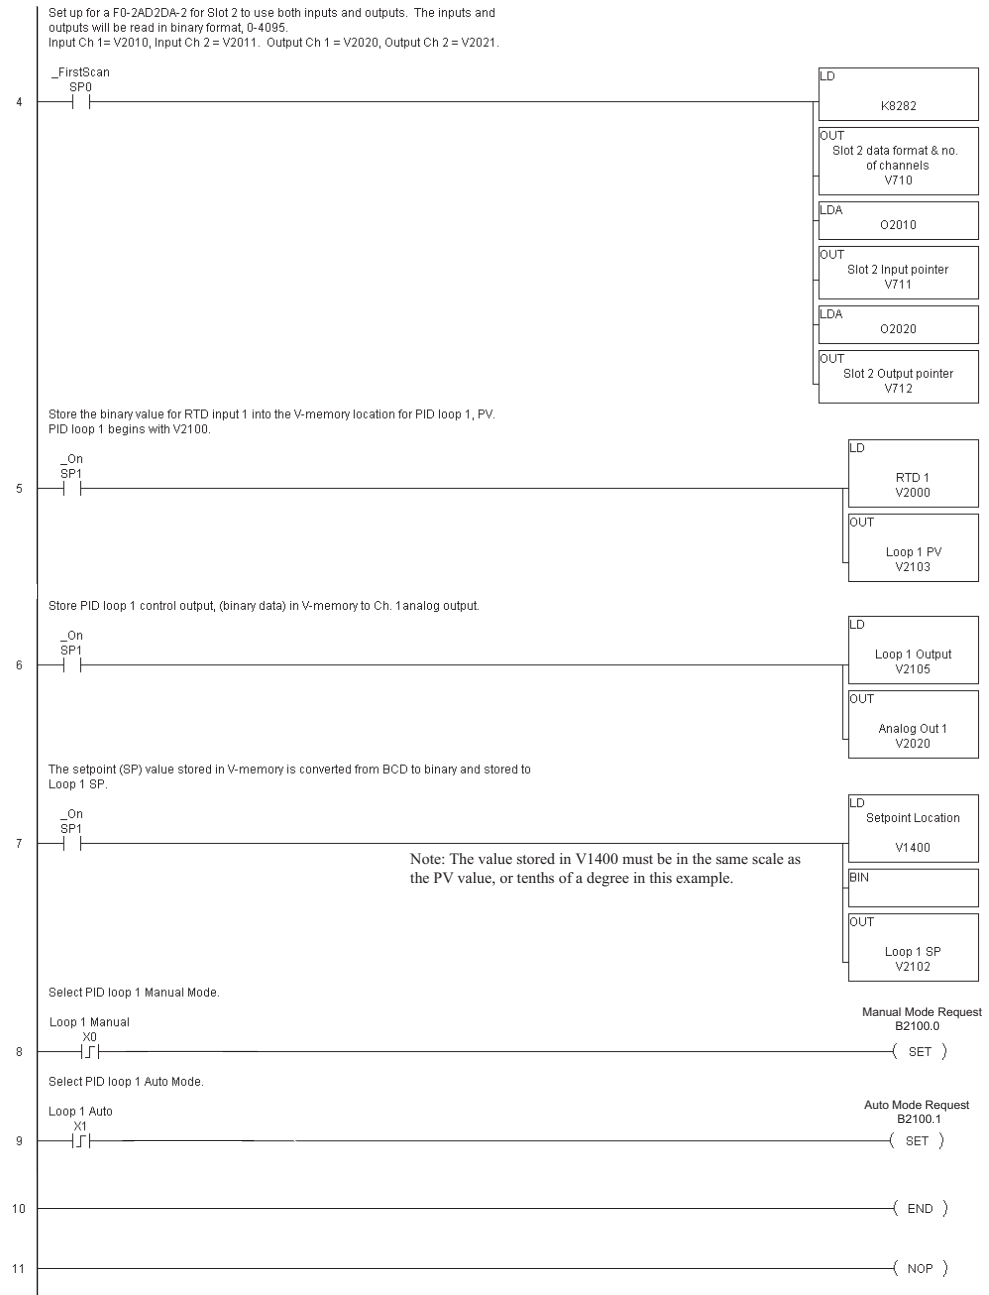 Set up for a F0-2AD2DA-2 for Slot 2 to use both inputs and outputs.  The inputs and
outputs will be read in binary format, 0-4095.
Input Ch 1= V2010, Input Ch 2 = V2011.  Output Ch 1 = V2020, Output Ch 2 = V2021.
_FirstScan
SP0
4
LD
K8282
OUT
Slot 2 data format & no.
of channels
V710
LDA
O2010
OUT
Slot 2 Input pointer
V711
LDA
O2020
OUT
Slot 2 Output pointer
V712
Store the binary value for RTD input 1 into the V-memory location for PID loop 1, PV.
PID loop 1 begins with V2100.
_On
SP1
5
LD
RTD 1
V2000
OUT
Loop 1 PV
V2103
Store PID loop 1 control output, (binary data) in V-memory to Ch. 1analog output.
_On
SP1
6
LD
Loop 1 Output
V2105
OUT
Analog Out 1
V2020
The setpoint (SP) value stored in V-memory is converted from BCD to binary and stored to
Loop 1 SP.
_On
SP1
7
LD
Setpoint Location
V1400
Note: The value stored in V1400 must be in the same scale as
the PV value, or tenths of a degree in this example.
BIN
OUT
Loop 1 SP
V2102
Select PID loop 1 Manual Mode.
Loop 1 Manual
X0
8
Manual Mode Request
B2100.0
( SET )
Select PID loop 1 Auto Mode.
Loop 1 Auto
X1
9
Auto Mode Request
B2100.1
( SET )
10
( END )
11
( NOP )